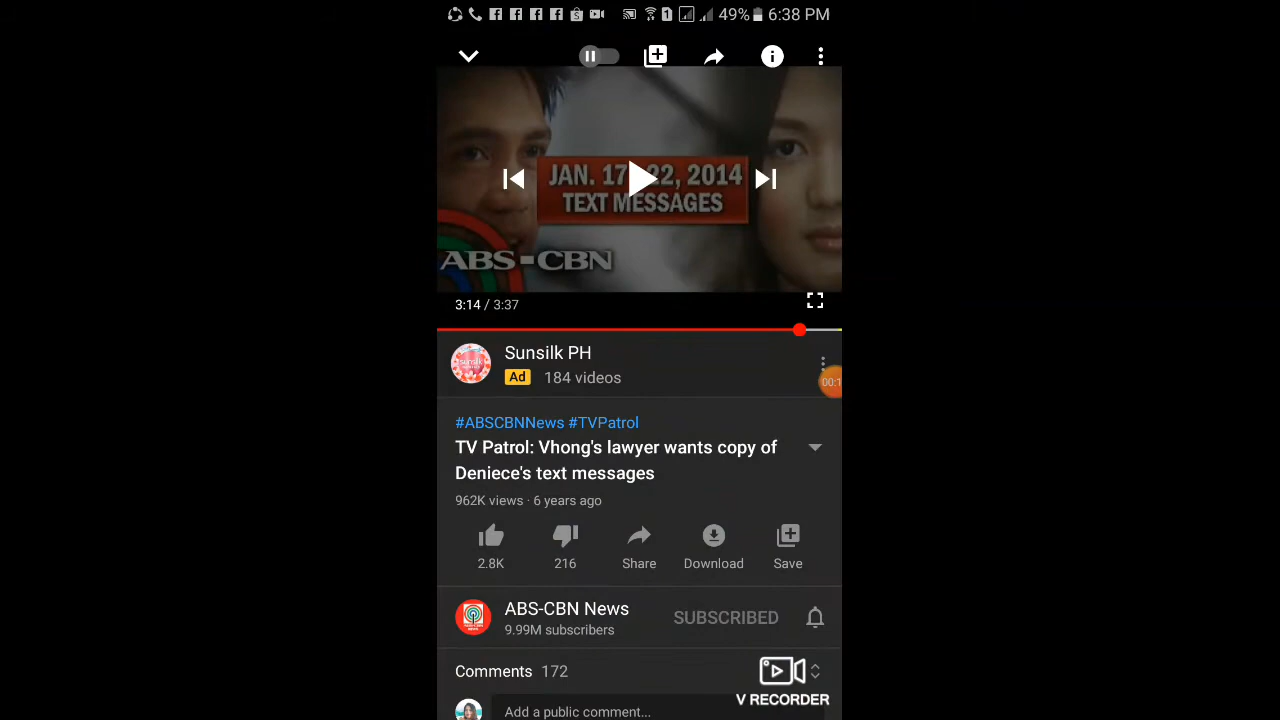 49% 6:38 PM
JAN. 17 22, 2014
TEXT MESSAGES
ABS-CBN
3:14 / 3:37
Sunsilk PH
Ad 184 videos
00:1
#ABSCBNNews #TVPatrol
TV Patrol: Vhong's lawyer wants copy of
Deniece's text messages
962K views · 6 years ago
2.8K 216 Share Download Save
ABS-CBN News SUBSCRIBED
9.99M subscribers
Comments 172
V RECORDER
Add a public comment...